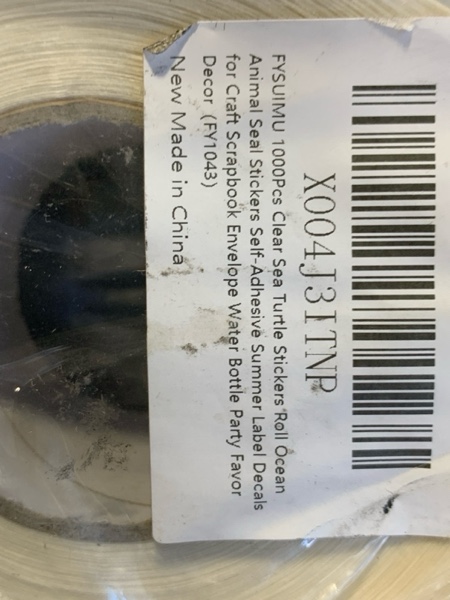 X004J3ITNP
FYSUIMU 1000Pcs Clear Sea Turtle Stickers Roll Ocean
Animal Seal Stickers Self-Adhesive Summer Label Decals
for Craft Scrapbook Envelope Water Bottle Party Favor
Decor (FY1043)
New Made in China